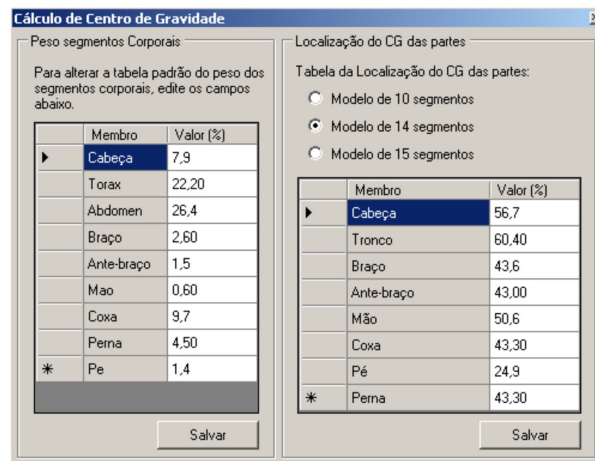 Cálculo de Centro de Gravidade
Peso segmentos Corporais
Para alterar a tabela padrão do peso dos
segmentos corporais, edite os campos
abaixo.
Membro Valor (%)
Cabeça 7,9
Torax 22,20
Abdomen 26,4
Braço 2,60
Ante-braço 1,5
Mao 0,60
Coxa 9,7
Perna 4,50
Pe 1,4
Salvar
Localização do CG das partes
Tabela da Localização do CG das partes:
Modelo de 10 segmentos
Modelo de 14 segmentos
Modelo de 15 segmentos
Membro Valor (%)
Cabeça 56,7
Tronco 60,40
Braço 43,6
Ante-braço 43,00
Mão 50,6
Coxa 43,30
Pé 24,9
Perna 43,30
Salvar